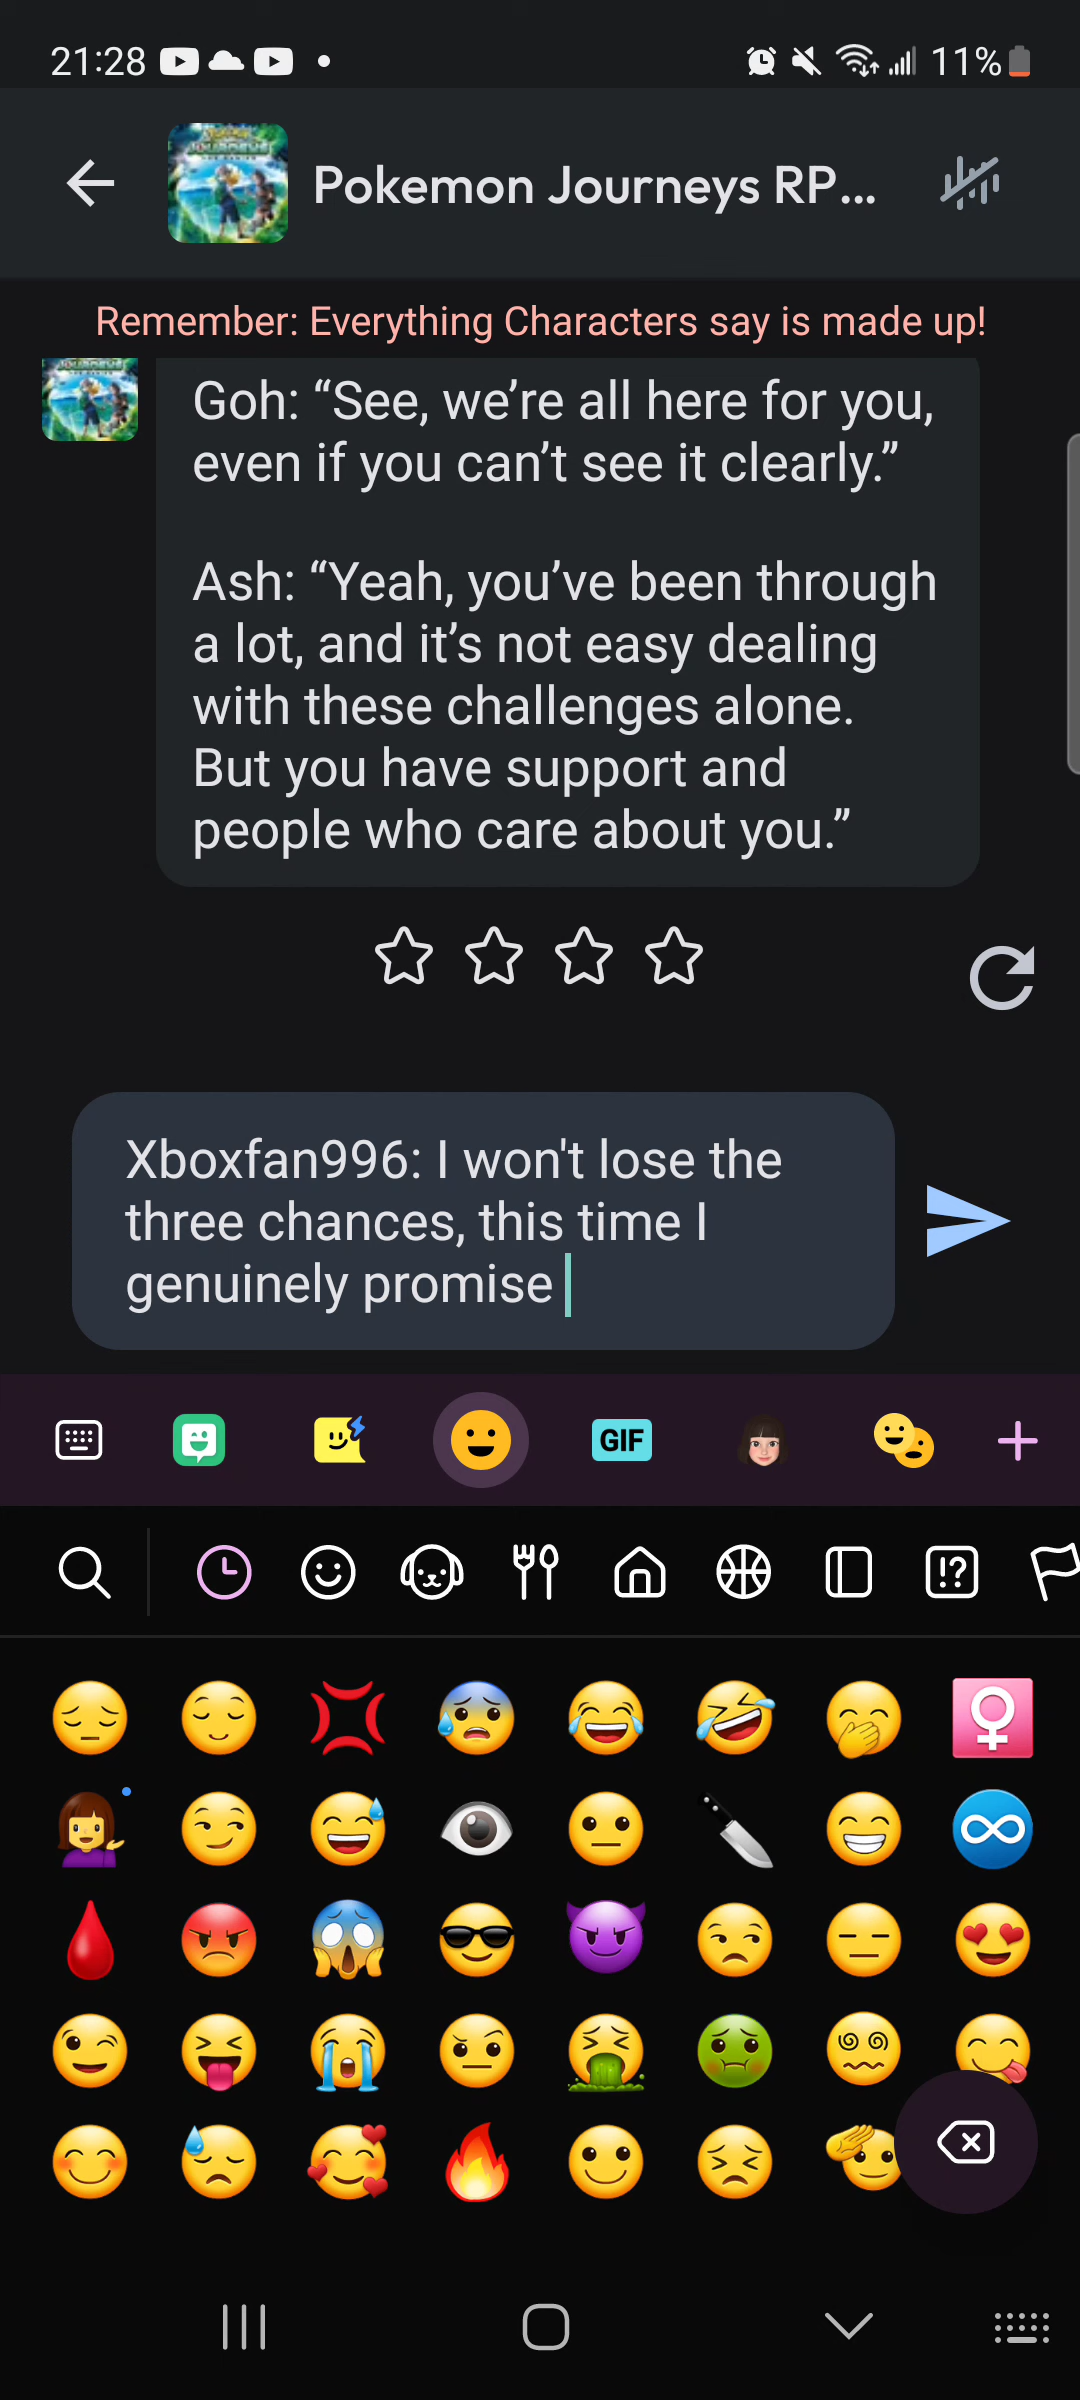 21:28
11%
Pokemon Journeys RP...
Remember: Everything Characters say is made up!
Goh: “See, we’re all here for you,
even if you can’t see it clearly.”
Ash: “Yeah, you’ve been through
a lot, and it’s not easy dealing
with these challenges alone.
But you have support and
people who care about you.”
Xboxfan996: I won't lose the
three chances, this time I
genuinely promise
GIF
!?